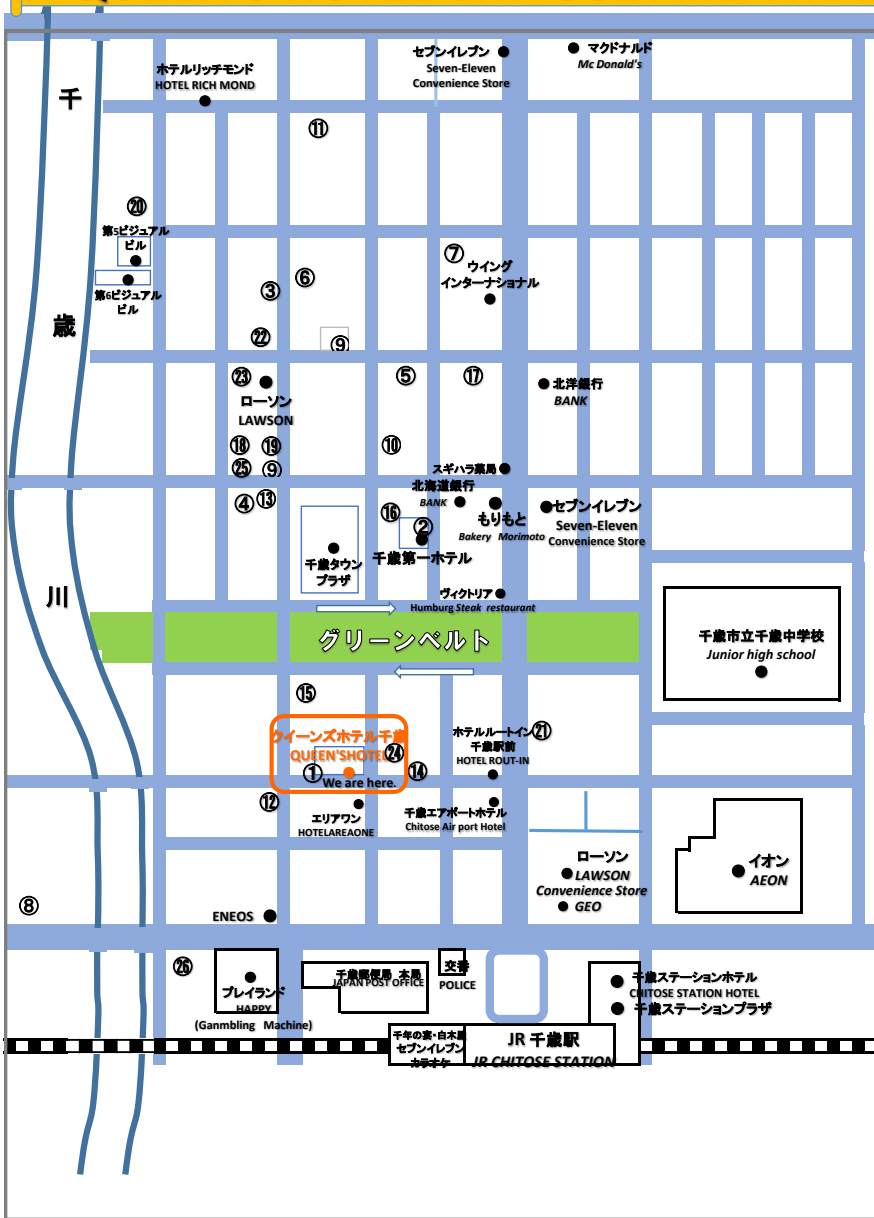 セブンイレブン
Seven-Eleven
Convenience Store
マクドナルド
Mc Donald's
ホテルリッチモンド
HOTEL RICH MOND
千
⑪
⑳
第5ビジュアル
ビル
第6ビジュアル
ビル
⑦
ウイング
インターナショナル
⑥
③
歳
㉒
⑨
㉓
ローソン
LAWSON
⑤
⑰
北洋銀行
BANK
⑱
⑲
⑩
㉕
⑨
スギハラ薬局
北海道銀行
BANK
④
⑬
⑯
②
もりもと
Bakery Morimoto
セブンイレブン
Seven-Eleven
Convenience Store
千歳タウン
プラザ
千歳第一ホテル
川
ヴィクトリア
Humburg Steak restaurant
グリーンベルト
千歳市立千歳中学校
Junior high school
⑮
クイーンズホテル千歳
QUEEN'SHOTEL
㉔
①
We are here.
⑭
ホテルルートイン
千歳駅前
HOTEL ROUT-IN
㉑
⑫
エリアワン
HOTELAREAONE
千歳エアポートホテル
Chitose Air port Hotel
ローソン
LAWSON
Convenience Store
GEO
イオン
AEON
⑧
ENEOS
㉖
プレイランド
HAPPY
(Ganmbling Machine)
千歳郵便局 本局
JAPAN POST OFFICE
交番
POLICE
千歳ステーションホテル
CHITOSE STATION HOTEL
千歳ステーションプラザ
千年の宴・白木屋
セブンイレブン
カラオケ
JR 千歳駅
JR CHITOSE STATION